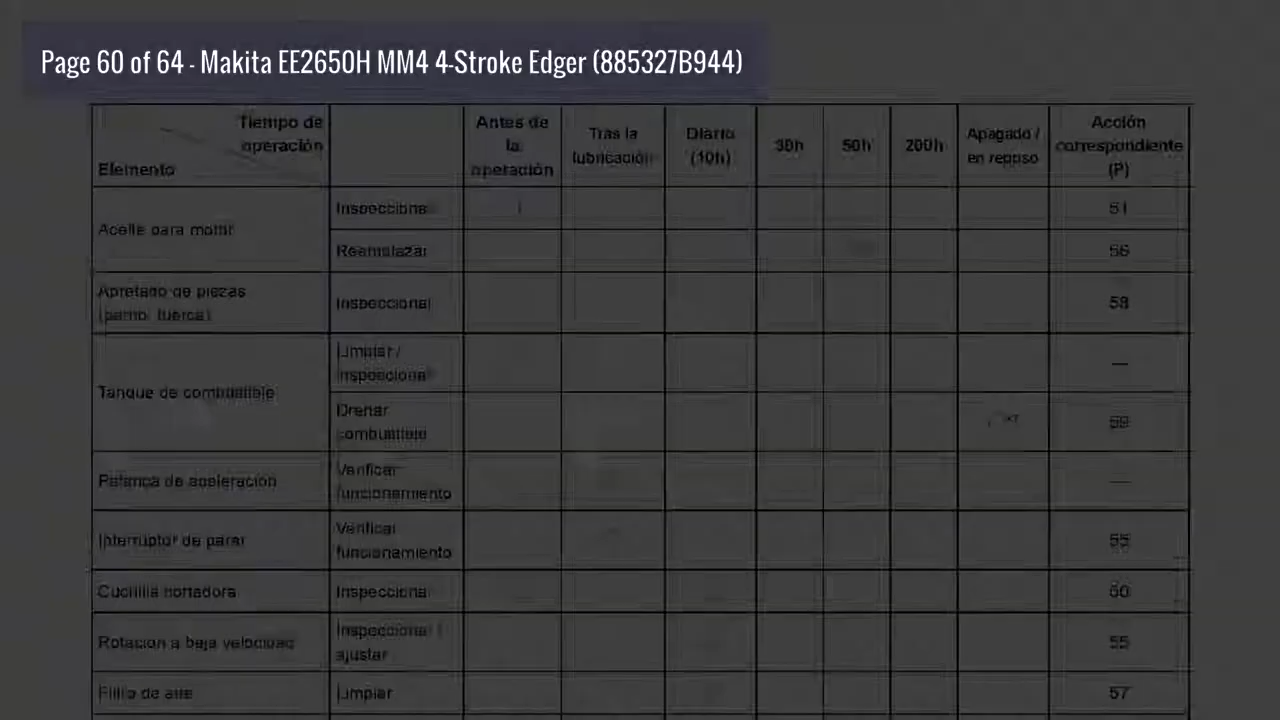 Page 60 of 64 - Makita EE2650H MM4 4-Stroke Edger (885327B944)
Tiempo de operación
Elemento
Antes de la operación
Tras la lubricación
Diario (10h)
30h
50h
200h
Apagado / en reposo
Acción correspondiente (P)
Aceite para motor
Inspeccionar
51
Reemplazar
56
Apretado de piezas (perno, tuerca)
Inspeccionar
58
Tanque de combustible
Limpiar / inspeccionar
—
Drenar combustible
59
Palanca de aceleración
Verificar funcionamiento
—
Interruptor de parar
Verificar funcionamiento
55
Cuchilla cortadora
Inspeccionar
50
Rotación a baja velocidad
Inspeccionar / ajustar
55
Filtro de aire
Limpiar
57